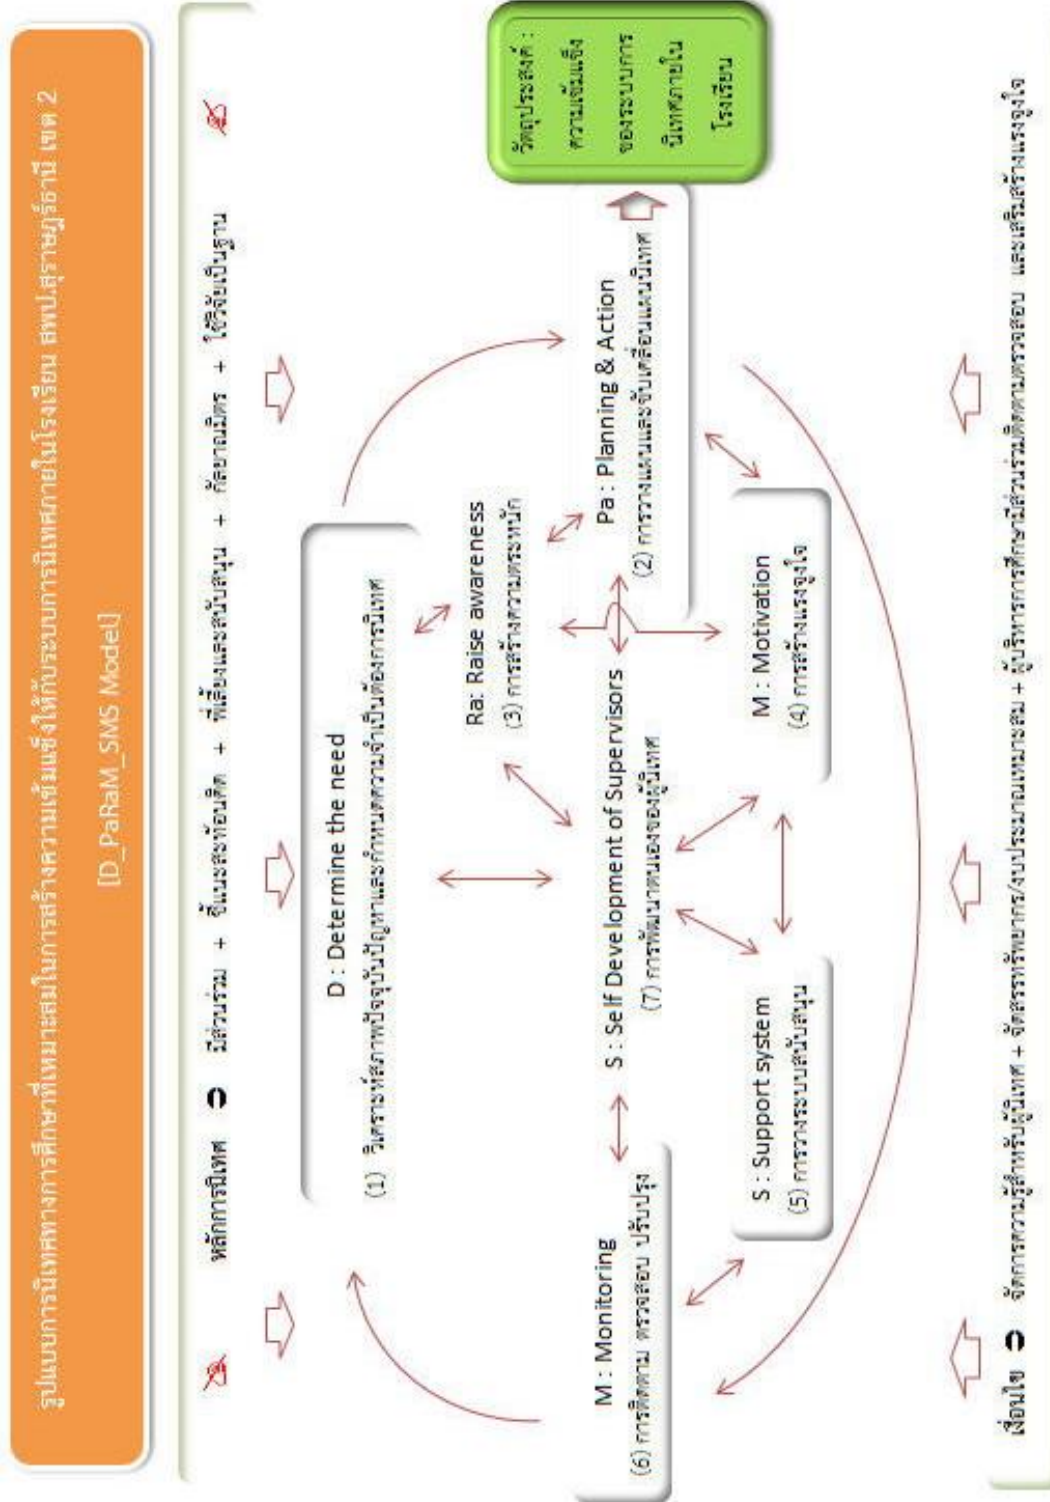 รูปแบบการนิเทศทางการศึกษาที่เหมาะสมในการสร้างความเข้มแข็งให้กับระบบการนิเทศภายในโรงเรียน สพป.สุราษฎร์ธานี เขต 2
[D_PaRaM_SMS Model]
หลักการนิเทศ ➲ มีส่วนร่วม + ชี้แนะสะท้อนคิด + พี่เลี้ยงและสนับสนุน + กัลยาณมิตร + ใช้วิจัยเป็นฐาน
D : Determine the need
(1) วิเคราะห์สภาพปัจจุบันปัญหาและกำหนดความจำเป็นต้องการนิเทศ
Ra: Raise awareness
(3) การสร้างความตระหนัก
M : Monitoring
(6) การติดตาม ตรวจสอบ ปรับปรุง
S : Self Development of Supervisors
(7) การพัฒนาตนเองของผู้นิเทศ
Pa : Planning & Action
(2) การวางแผนและขับเคลื่อนแผนนิเทศ
วัตถุประสงค์ :
ความเข้มแข็ง
ของระบบการ
นิเทศภายใน
โรงเรียน
S : Support system
(5) การวางระบบสนับสนุน
M : Motivation
(4) การสร้างแรงจูงใจ
เงื่อนไข ➲ จัดการความรู้สำหรับผู้นิเทศ + จัดสรรทรัพยากร/งบประมาณเหมาะสม + ผู้บริหารการศึกษามีส่วนร่วมติดตามตรวจสอบ และเสริมสร้างแรงจูงใจ